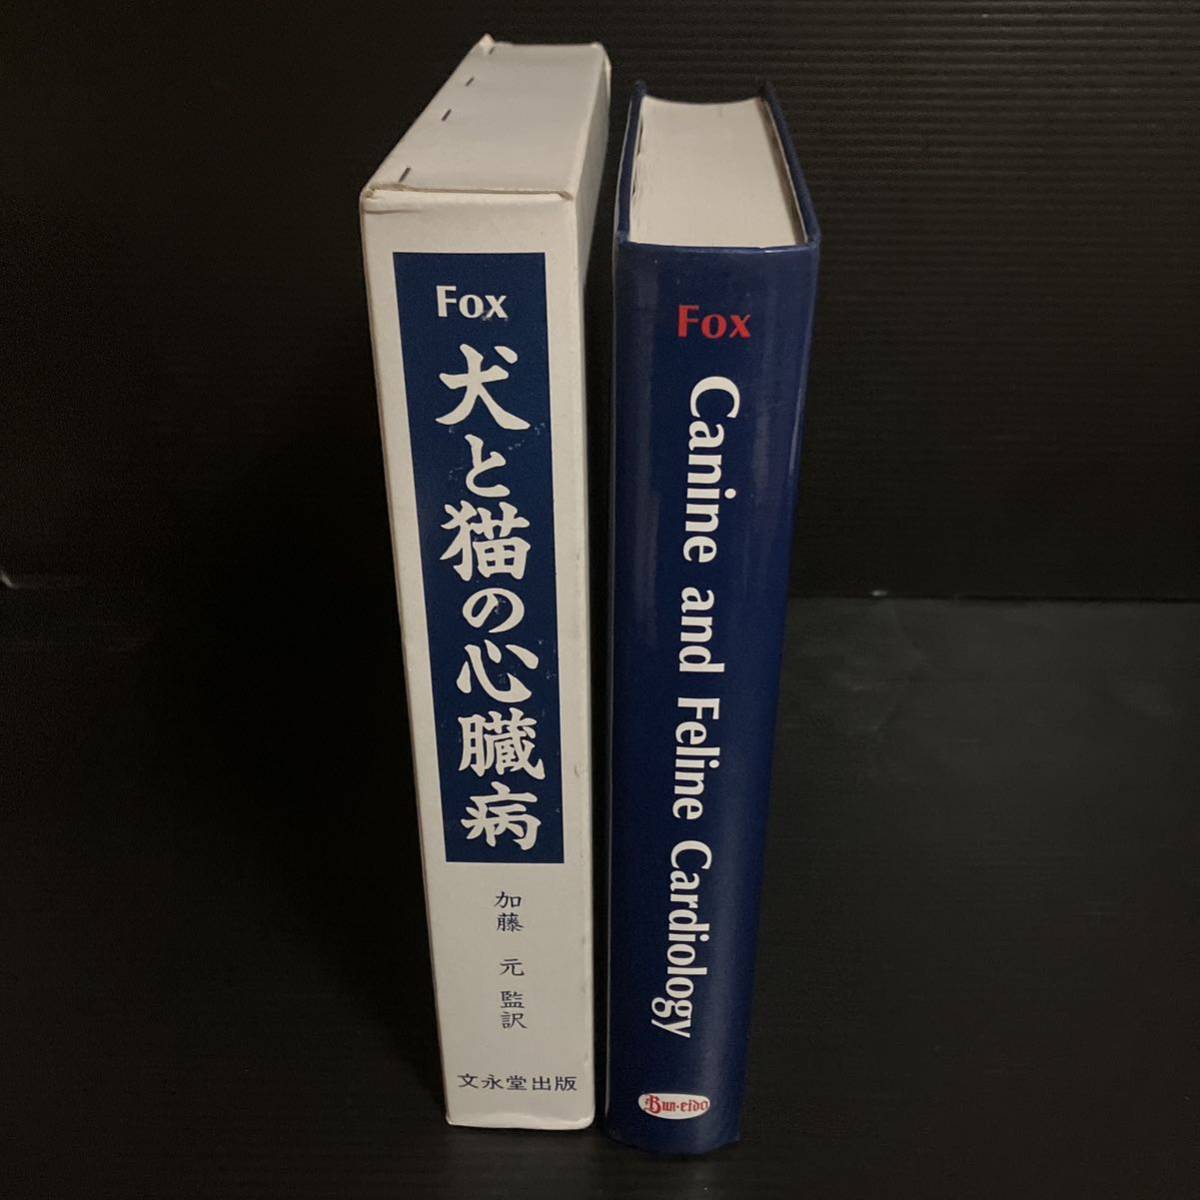 Fox
犬と猫の心臓病
加藤 元 監訳
文永堂出版
Fox
Canine and Feline Cardiology
Bun-eido